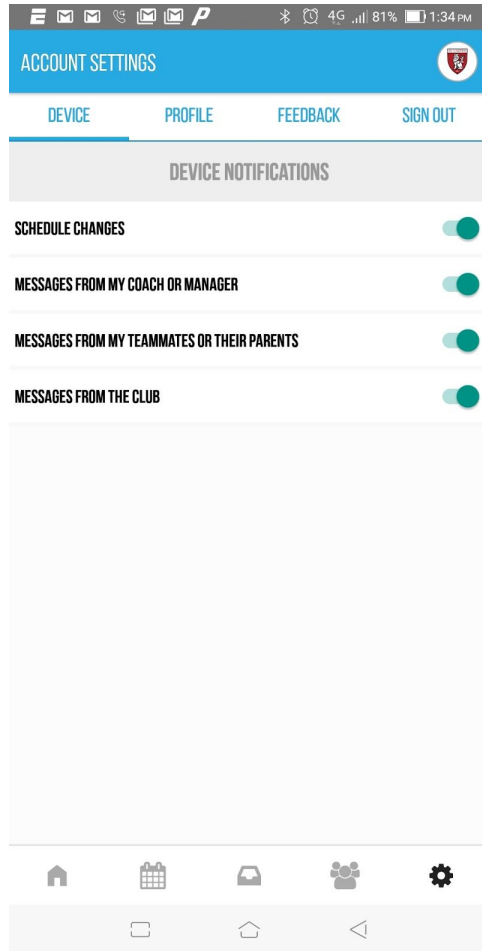 4G 81% 1:34 PM
ACCOUNT SETTINGS
DEVICE PROFILE FEEDBACK SIGN OUT
DEVICE NOTIFICATIONS
SCHEDULE CHANGES
MESSAGES FROM MY COACH OR MANAGER
MESSAGES FROM MY TEAMMATES OR THEIR PARENTS
MESSAGES FROM THE CLUB